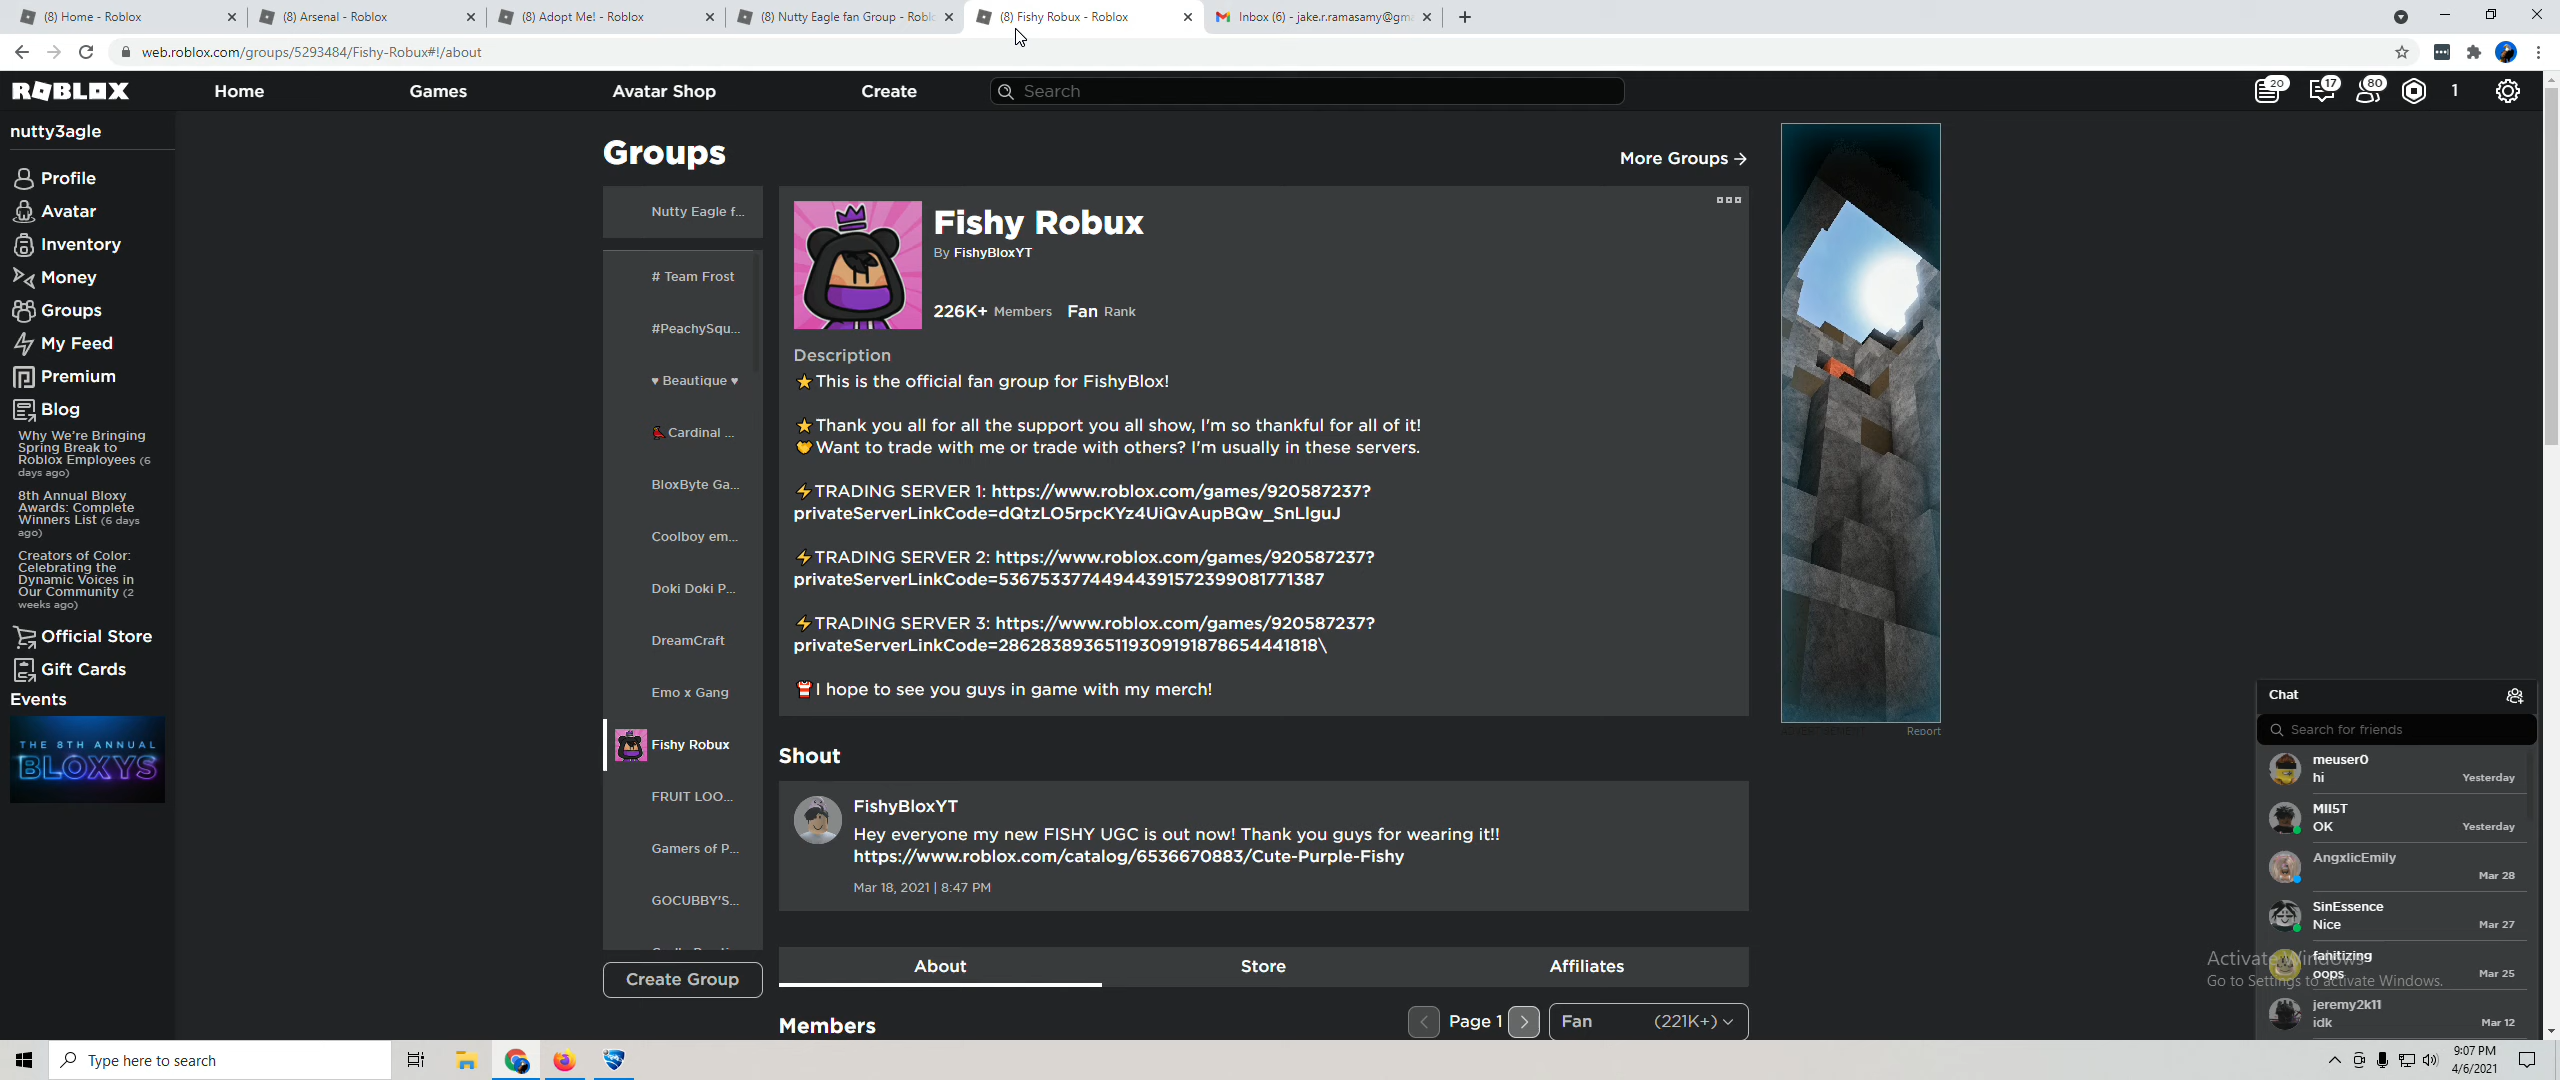 (8) Home - Roblox
(8) Arsenal - Roblox
(8) Adopt Me! - Roblox
(8) Nutty Eagle fan Group - Roblo
(8) Fishy Robux - Roblox
Inbox (6) - jake.r.ramasamy@gm
web.roblox.com/groups/5293484/Fishy-Robux#!/about
ROBLOX
Home
Games
Avatar Shop
Create
Search
20
17
80
1
nutty3agle
Profile
Avatar
Inventory
Money
Groups
My Feed
Premium
Blog
Why We're Bringing
Spring Break to
Roblox Employees (6
days ago)
8th Annual Bloxy
Awards: Complete
Winners List (6 days
ago)
Creators of Color:
Celebrating the
Dynamic Voices in
Our Community (2
weeks ago)
Official Store
Gift Cards
Events
THE 8TH ANNUAL
BLOXYS
Groups
More Groups →
Nutty Eagle f...
# Team Frost
#PeachySqu...
♥ Beautique ♥
Cardinal ...
BloxByte Ga...
Coolboy em...
Doki Doki P...
DreamCraft
Emo x Gang
Fishy Robux
FRUIT LOO...
Gamers of P...
GOCUBBY'S...
Create Group
Fishy Robux
By FishyBloxYT
226K+ Members Fan Rank
Description
⭐This is the official fan group for FishyBlox!
⭐Thank you all for all the support you all show, I'm so thankful for all of it!
💛Want to trade with me or trade with others? I'm usually in these servers.
⚡TRADING SERVER 1: https://www.roblox.com/games/920587237?
privateServerLinkCode=dQtzLO5rpcKYz4UiQvAupBQw_SnLlguJ
⚡TRADING SERVER 2: https://www.roblox.com/games/920587237?
privateServerLinkCode=53675337744944391572399081771387
⚡TRADING SERVER 3: https://www.roblox.com/games/920587237?
privateServerLinkCode=28628389365119309191878654441818\
I hope to see you guys in game with my merch!
Shout
FishyBloxYT
Hey everyone my new FISHY UGC is out now! Thank you guys for wearing it!!
https://www.roblox.com/catalog/6536670883/Cute-Purple-Fishy
Mar 18, 2021 | 8:47 PM
About
Store
Affiliates
Members
Page 1
Fan (221K+)
ADVERTISEMENT
Report
Chat
Search for friends
meuser0
hi
Yesterday
MII5T
OK
Yesterday
AngxlicEmily
Mar 28
SinEssence
Nice
Mar 27
fanitizing
oops
Mar 25
jeremy2k11
idk
Mar 12
Activate Windows
Go to Settings to activate Windows.
Type here to search
9:07 PM
4/6/2021